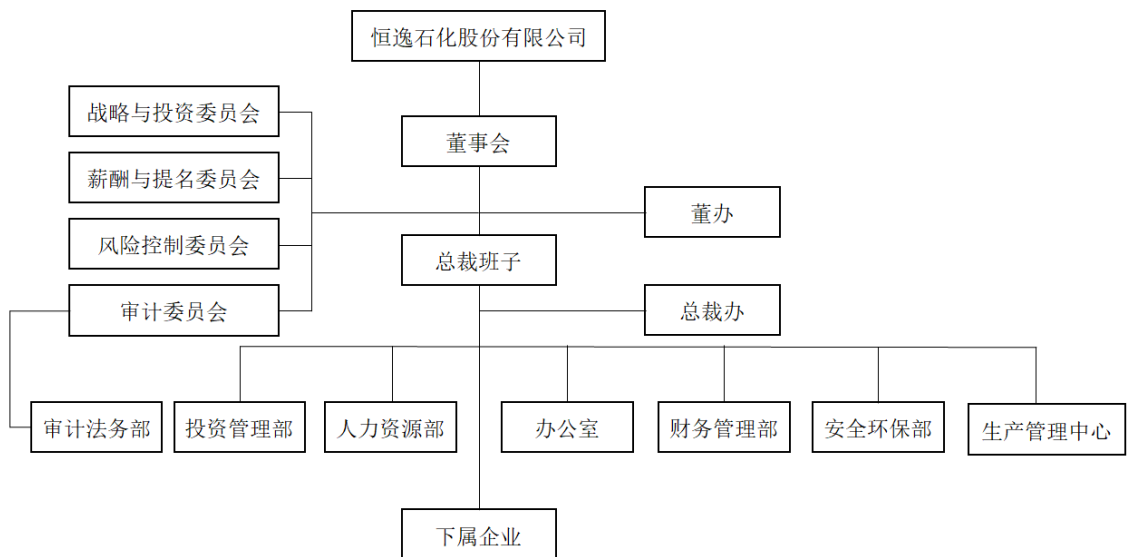 恒逸石化股份有限公司
战略与投资委员会
董事会
薪酬与提名委员会
董办
风险控制委员会
总裁班子
审计委员会
总裁办
审计法务部
投资管理部
人力资源部
办公室
财务管理部
安全环保部
生产管理中心
下属企业